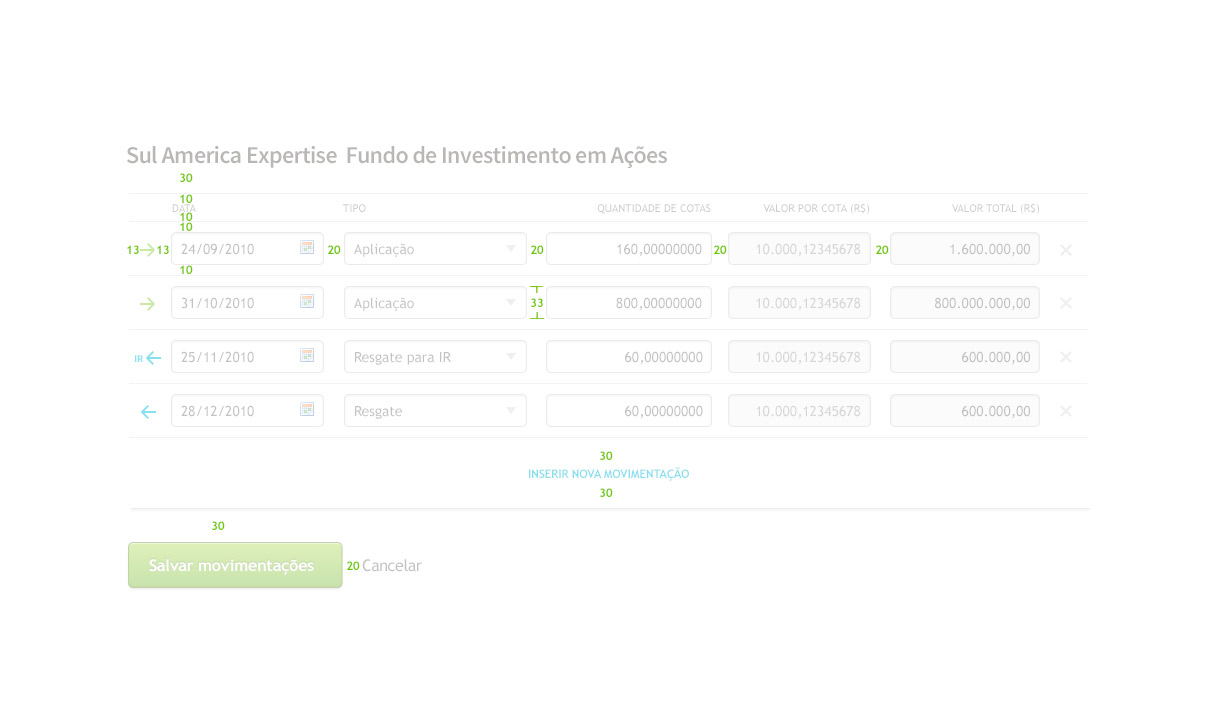 Sul America Expertise Fundo de Investimento em Ações
30
10
DATA TIPO QUANTIDADE DE COTAS VALOR POR COTA (R$) VALOR TOTAL (R$)
10
10
13 13 24/09/2010 20 Aplicação 20 160,00000000 20 10.000,12345678 20 1.600.000,00
10
31/10/2010 Aplicação 33 800,00000000 10.000,12345678 800.000.000,00
IR 25/11/2010 Resgate para IR 60,00000000 10.000,12345678 600.000,00
28/12/2010 Resgate 60,00000000 10.000,12345678 600.000,00
30
INSERIR NOVA MOVIMENTAÇÃO
30
30
Salvar movimentações 20 Cancelar